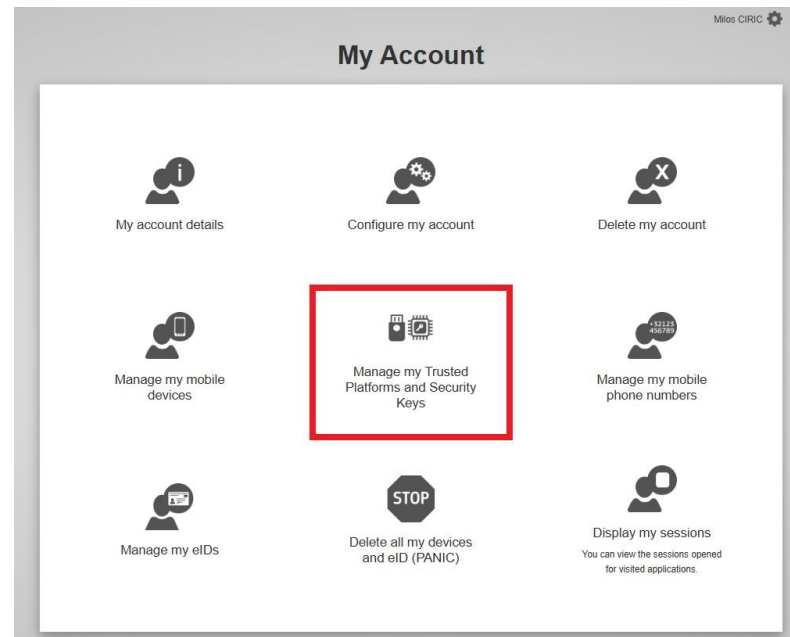 Milos CIRIC
My Account
i
X
My account details
Configure my account
Delete my account
+32123
456789
Manage my mobile
devices
Manage my Trusted
Platforms and Security
Keys
Manage my mobile
phone numbers
STOP
Manage my eIDs
Delete all my devices
and eID (PANIC)
Display my sessions
You can view the sessions opened
for visited applications.